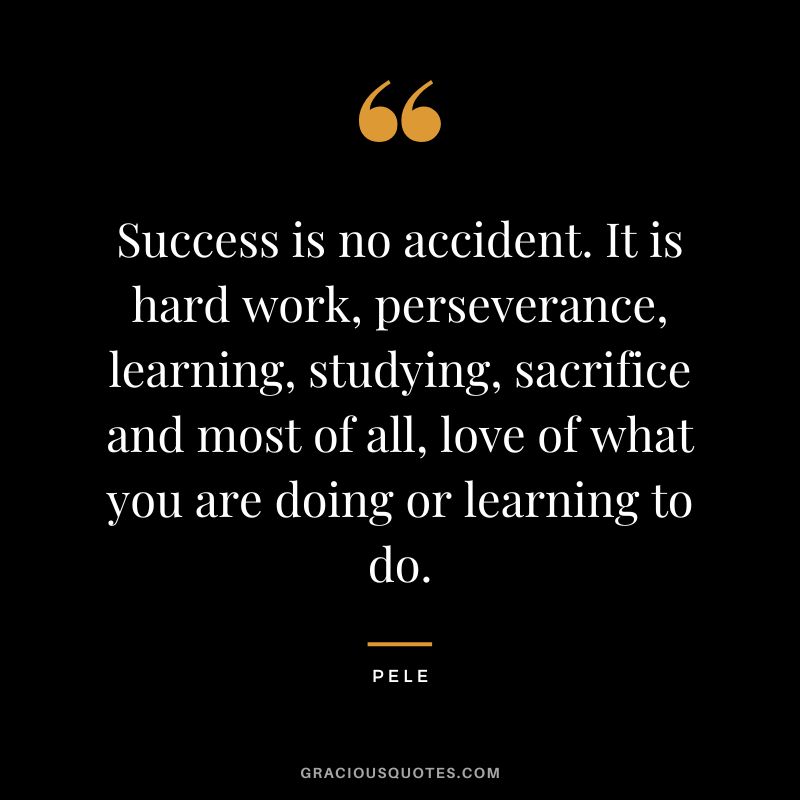 “
Success is no accident. It is
hard work, perseverance,
learning, studying, sacrifice
and most of all, love of what
you are doing or learning to
do.
PELE
GRACIOUSQUOTES.COM